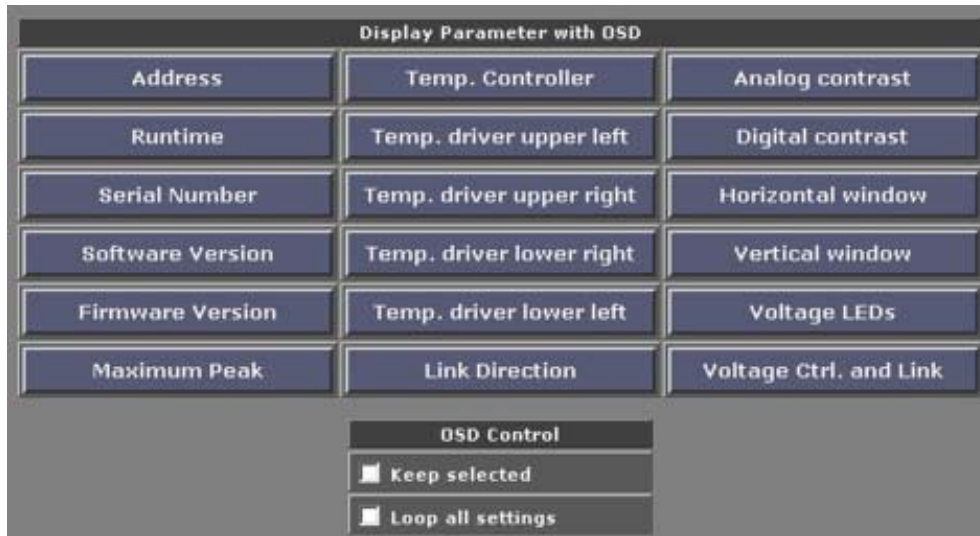 Display Parameter with OSD
Address Temp. Controller Analog contrast
Runtime Temp. driver upper left Digital contrast
Serial Number Temp. driver upper right Horizontal window
Software Version Temp. driver lower right Vertical window
Firmware Version Temp. driver lower left Voltage LEDs
Maximum Peak Link Direction Voltage Ctrl. and Link
OSD Control
Keep selected
Loop all settings